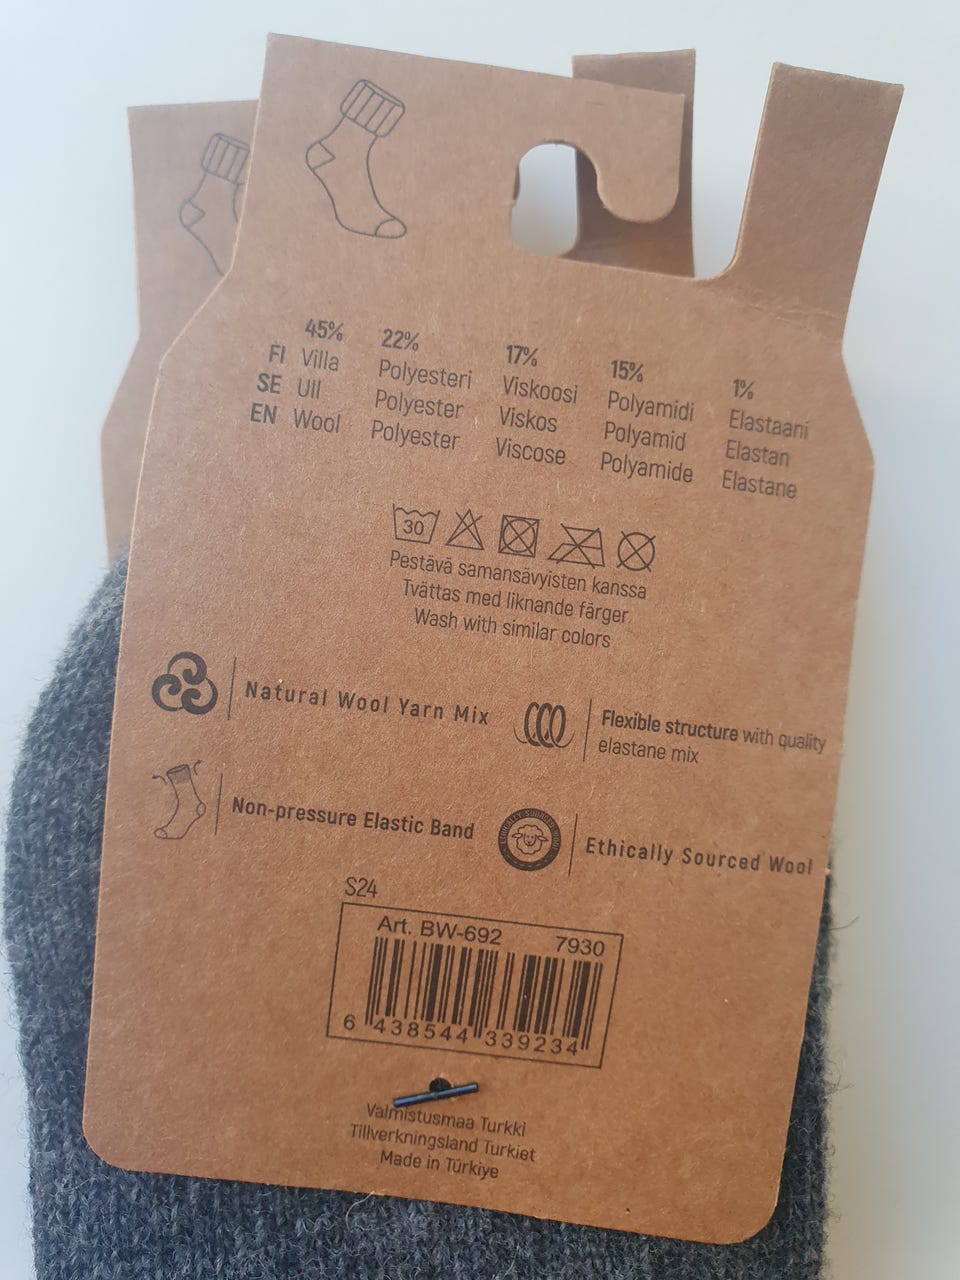 45% 22% 17% 15% 1%
FI Villa Polyesteri Viskoosi Polyamidi Elastaani
SE Ull Polyester Viskos Polyamid Elastan
EN Wool Polyester Viscose Polyamide Elastane
30
Pestävä samansävyisten kanssa
Tvättas med liknande färger
Wash with similar colors
Natural Wool Yarn Mix
Flexible structure with quality
elastane mix
Non-pressure Elastic Band
ETHICALLY SOURCED WOOL
Ethically Sourced Wool
S24
Art. BW-692 7930
6 438544 339234
Valmistusmaa Turkki
Tillverkningsland Turkiet
Made in Türkiye